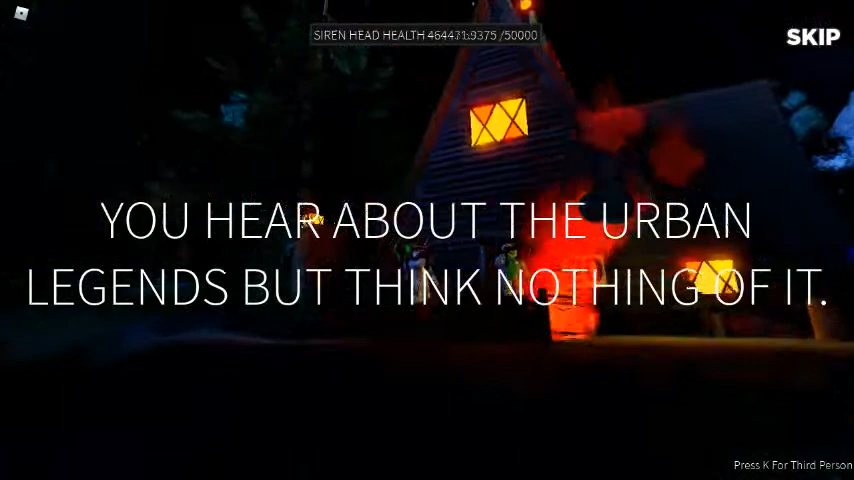 SIREN HEAD HEALTH 464471.9375 /50000
SKIP
YOU HEAR ABOUT THE URBAN
LEGENDS BUT THINK NOTHING OF IT.
Press K For Third Person